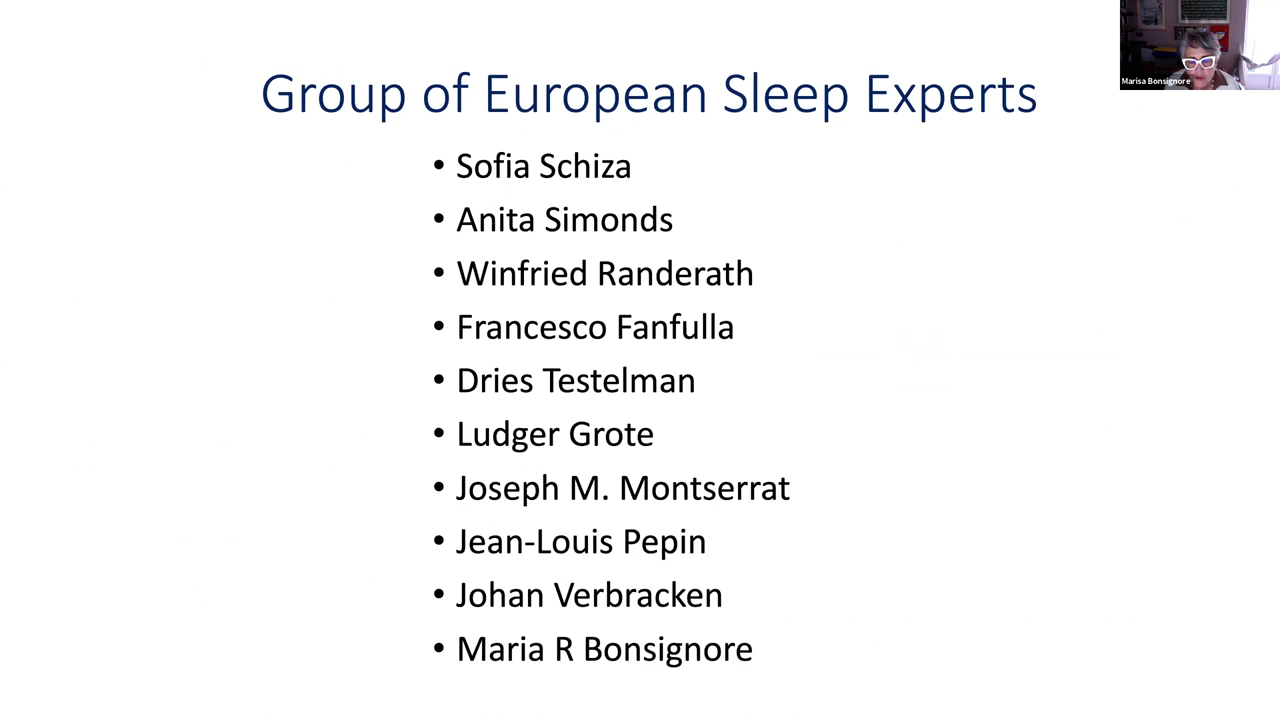 Marisa Bonsignore
Group of European Sleep Experts
• Sofia Schiza
• Anita Simonds
• Winfried Randerath
• Francesco Fanfulla
• Dries Testelman
• Ludger Grote
• Joseph M. Montserrat
• Jean-Louis Pepin
• Johan Verbracken
• Maria R Bonsignore